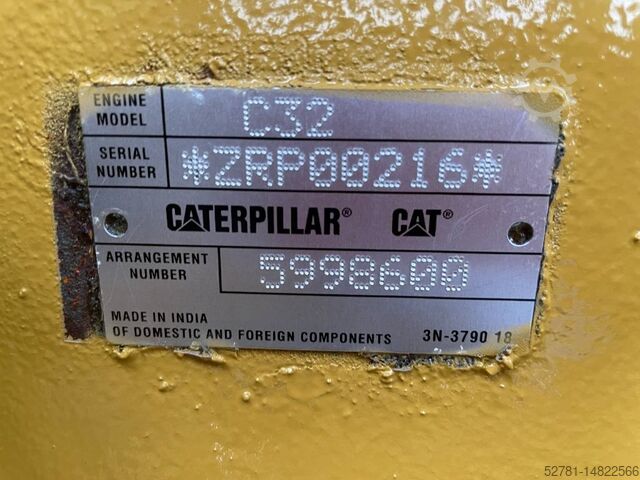 ENGINE MODEL C32
SERIAL NUMBER *ZRP00216*
CATERPILLAR® CAT®
ARRANGEMENT NUMBER 5998600
MADE IN INDIA
OF DOMESTIC AND FOREIGN COMPONENTS 3N-3790 18
52781-14822566